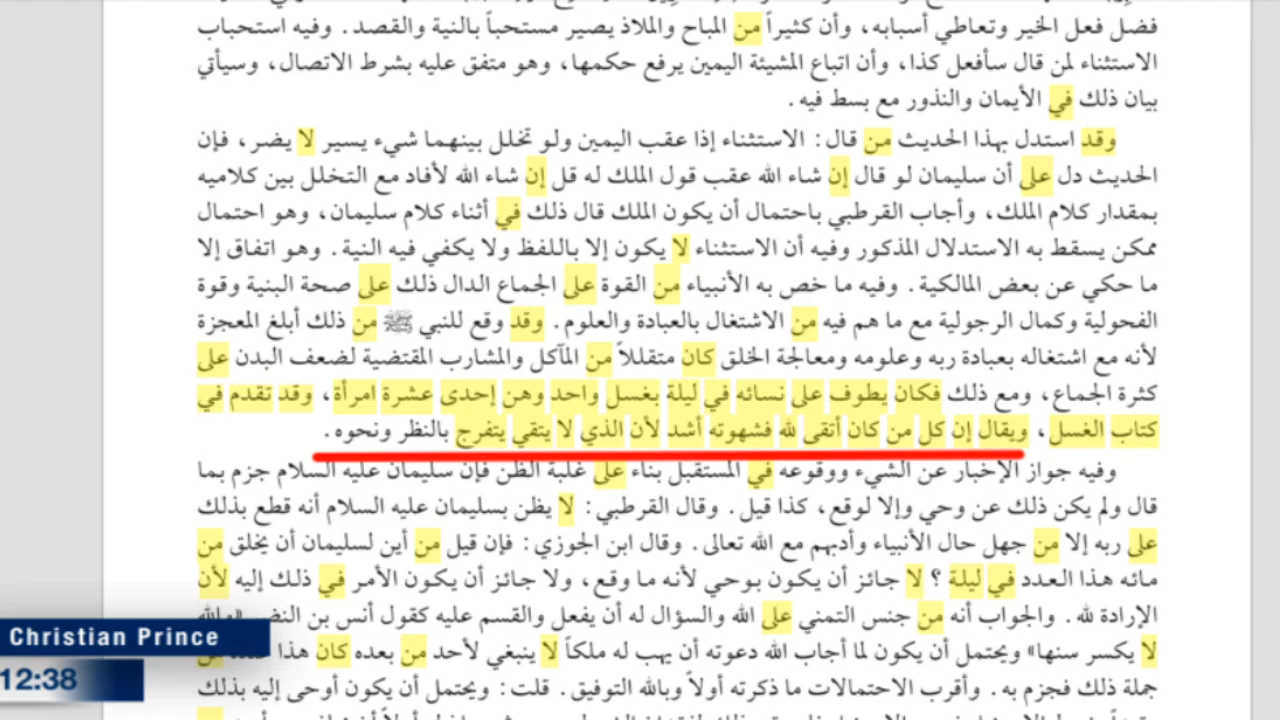 فضل فعل الخير وتعاطي أسبابه، وأن كثيراً من المباح والملاذ يصير مستحباً بالنية والقصد. وفيه استحباب
الاستثناء لمن قال سأفعل كذا، وأن اتباع المشيئة اليمين يرفع حكمها، وهو متفق عليه بشرط الاتصال، وسيأتي
بيان ذلك في الأيمان والنذور مع بسط فيه.
وقد استدل بهذا الحديث من قال: الاستثناء إذا عقب اليمين ولو تخلل بينهما شيء يسير لا يضر، فإن
الحديث دل على أن سليمان لو قال إن شاء الله عقب قول الملك له قل إن شاء الله لأفاد مع التخلل بين كلاميه
بمقدار كلام الملك، وأجاب القرطبي باحتمال أن يكون الملك قال ذلك في أثناء كلام سليمان، وهو احتمال
ممكن يسقط به الاستدلال المذكور وفيه أن الاستثناء لا يكون إلا باللفظ ولا يكفي فيه النية. وهو اتفاق إلا
ما حكي عن بعض المالكية. وفيه ما خص به الأنبياء من القوة على الجماع الدال ذلك على صحة البنية وقوة
الفحولية وكمال الرجولية مع ما هم فيه من الاشتغال بالعبادة والعلوم. وقد وقع للنبي ﷺ من ذلك أبلغ المعجزة
لأنه مع اشتغاله بعبادة ربه وعلومه ومعالجة الخلق كان متقللاً من المآكل والمشارب المقتضية لضعف البدن على
كثرة الجماع، ومع ذلك فكان يطوف على نسائه في ليلة بغسل واحد وهن إحدى عشرة امرأة، وقد تقدم في
كتاب الغسل، ويقال إن كل من كان أتقى لله فشهوته أشد لأن الذي لا يتقي يتفرج بالنظر ونحوه.
وفيه جواز الإخبار عن الشيء ووقوعه في المستقبل بناء على غلبة الظن فإن سليمان عليه السلام جزم بما
قال ولم يكن ذلك عن وحي وإلا لوقع، كذا قيل. وقال القرطبي: لا يظن بسليمان عليه السلام أنه قطع بذلك
على ربه إلا من جهل حال الأنبياء وأدبهم مع الله تعالى. وقال ابن الجوزي: فإن قيل من أين لسليمان أن يخلق من
مائه هذا العدد في ليلة؟ لا جائز أن يكون بوحي لأنه ما وقع، ولا جائز أن يكون الأمر في ذلك إليه لأن
الإرادة لله. والجواب أنه من جنس التمني على الله والسؤال له أن يفعل والقسم عليه كقول أنس بن النضر «والله
لا يكسر سنها» ويحتمل أن يكون لما أجاب الله دعوته أن يهب له ملكاً لا ينبغي لأحد من بعده كان هذا
جملة ذلك فجزم به. وأقرب الاحتمالات ما ذكرته أولاً وبالله التوفيق. قلت: ويحتمل أن يكون أوحي إليه بذلك
Christian Prince
12:38